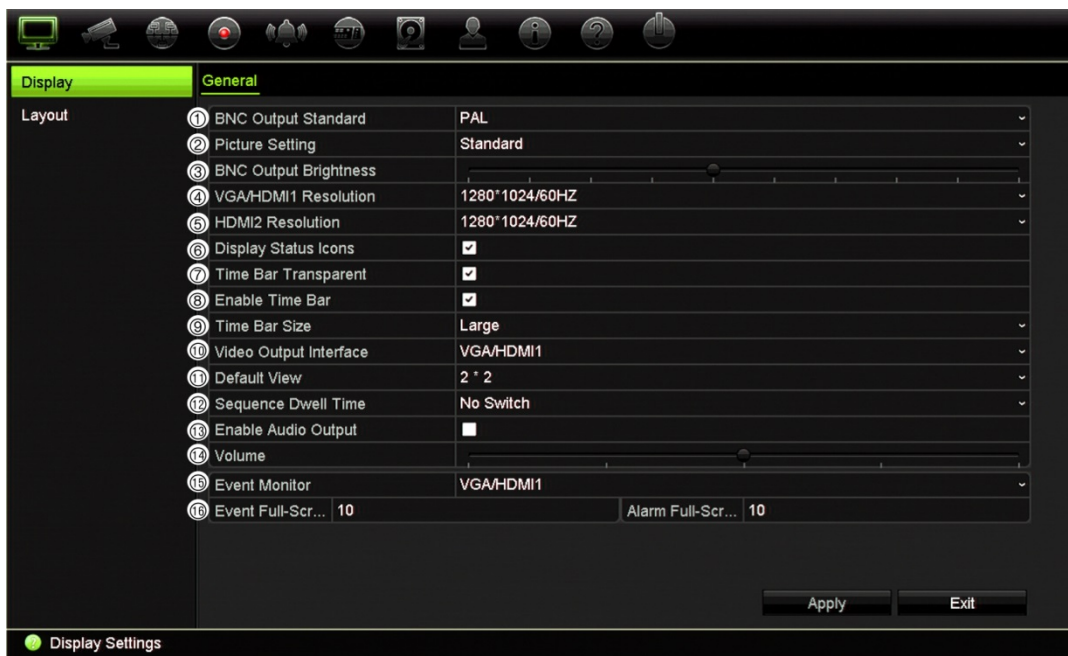 Display
General
Layout
① BNC Output Standard PAL
② Picture Setting Standard
③ BNC Output Brightness
④ VGA/HDMI1 Resolution 1280*1024/60HZ
⑤ HDMI2 Resolution 1280*1024/60HZ
⑥ Display Status Icons
⑦ Time Bar Transparent
⑧ Enable Time Bar
⑨ Time Bar Size Large
⑩ Video Output Interface VGA/HDMI1
⑪ Default View 2 * 2
⑫ Sequence Dwell Time No Switch
⑬ Enable Audio Output
⑭ Volume
⑮ Event Monitor VGA/HDMI1
⑯ Event Full-Scr... 10 Alarm Full-Scr... 10
Apply Exit
Display Settings